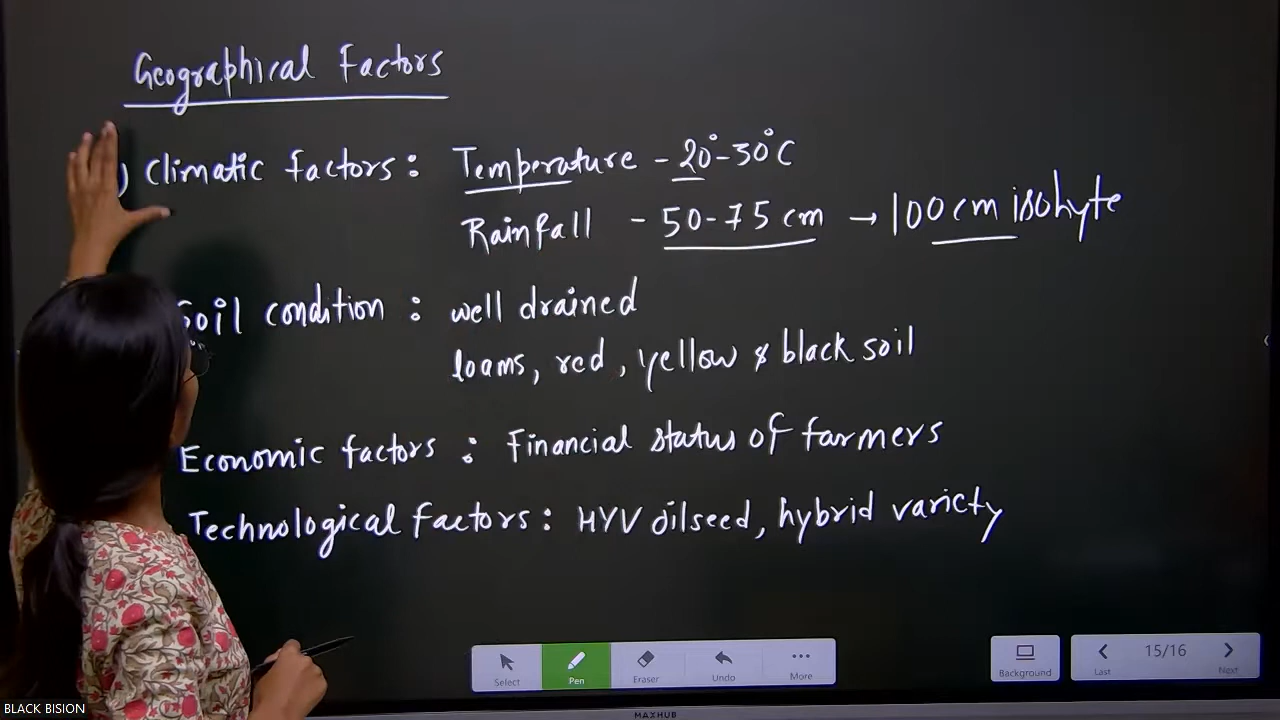 Geographical Factors
) Climatic factors : Temperature - 20°-30°C
Rainfall - 50-75 cm → 100 cm isohyte
Soil condition : well drained
loams, red, yellow & black soil
Economic factors : Financial status of farmers
Technological factors : HYV oilseed, hybrid variety
Select
Pen
Eraser
Undo
More
Background
Last
15/16
Next
BLACK BISION
MAXHUB